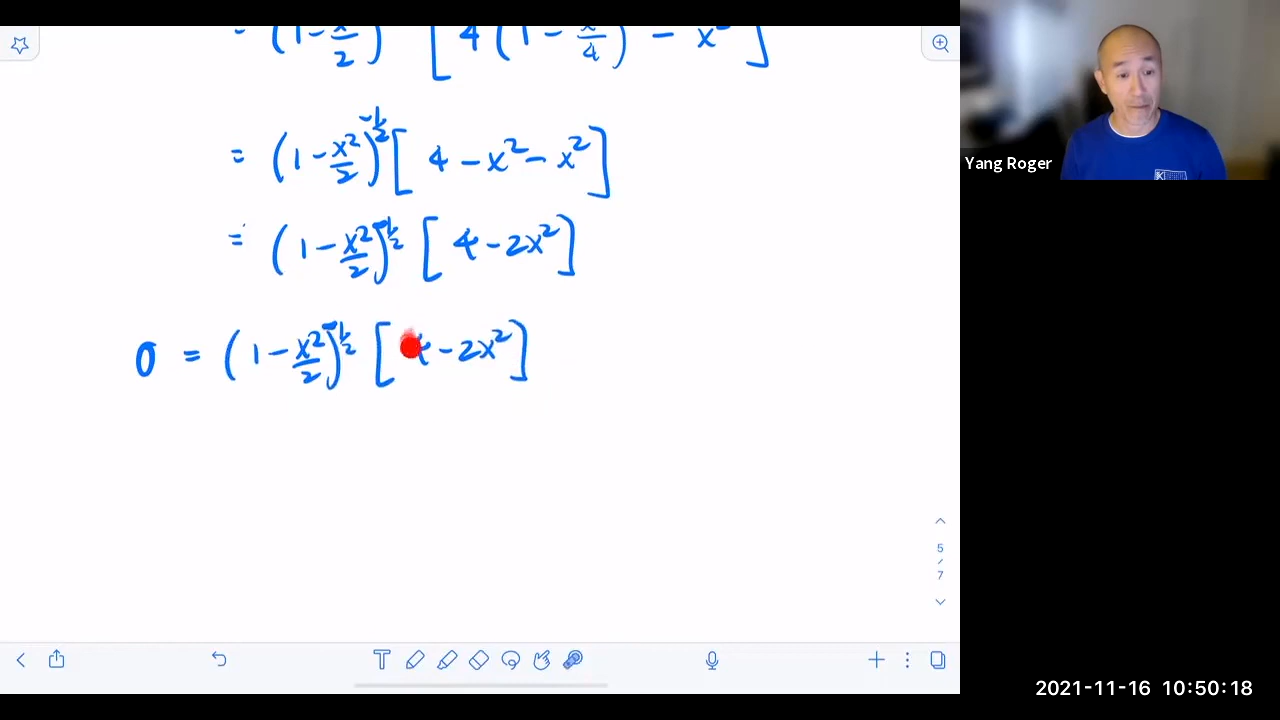 = (1 - x/2) [4(1 - x/4) - x²]
= (1 - x²/2)^(-1/2) [4 - x² - x²]
= (1 - x²/2)^(-1/2) [4 - 2x²]
0 = (1 - x²/2)^(-1/2) [4 - 2x²]
Yang Roger
5
/
7
T
2021-11-16 10:50:18